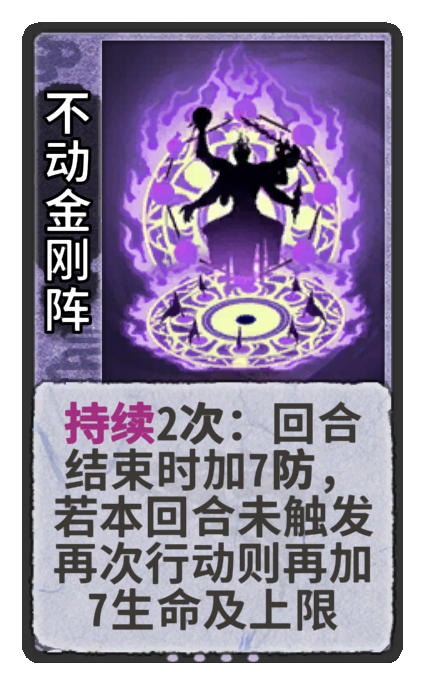 不动金刚阵
持续2次：回合
结束时加7防，
若本回合未触发
再次行动则再加
7生命及上限